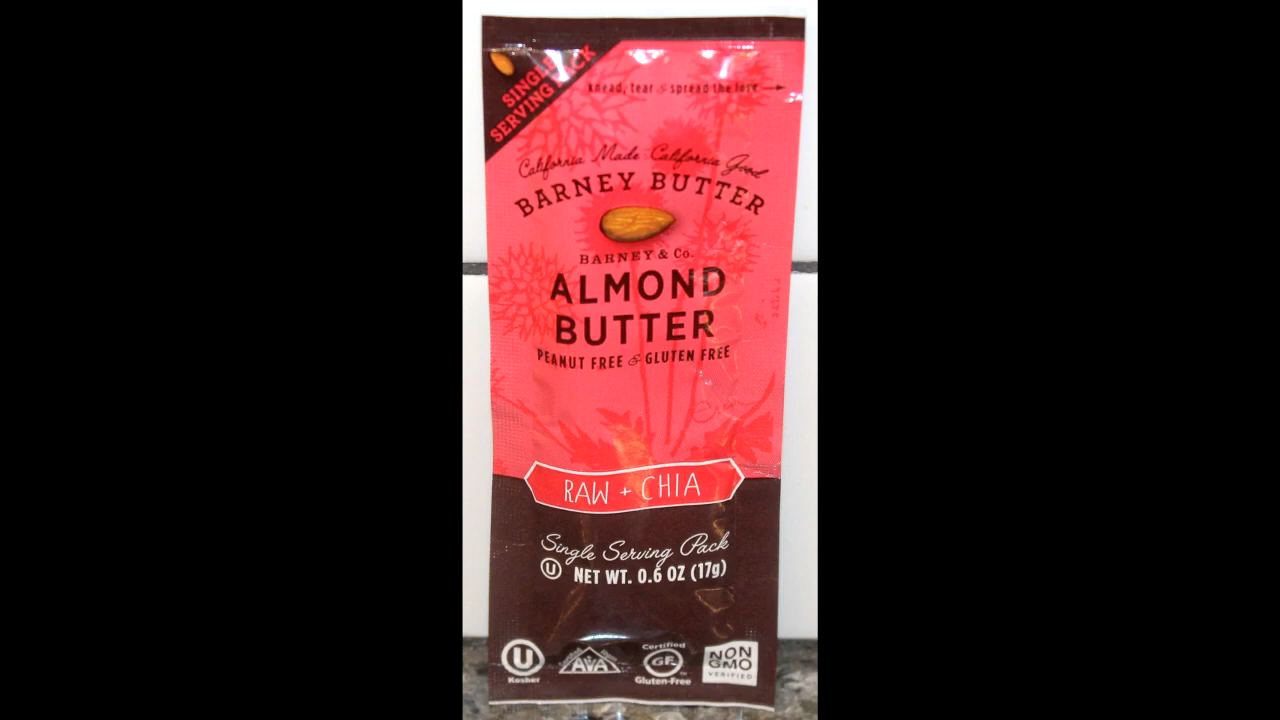 SINGLE
SERVING PACK
knead, tear & spread the love
California Made California Good
BARNEY BUTTER
BARNEY & Co.
ALMOND
BUTTER
PEANUT FREE & GLUTEN FREE
RAW + CHIA
Single Serving Pack
U NET WT. 0.6 OZ (17g)
U
Kosher
AVA
Certified
GF
Gluten-Free
NON
GMO
VERIFIED